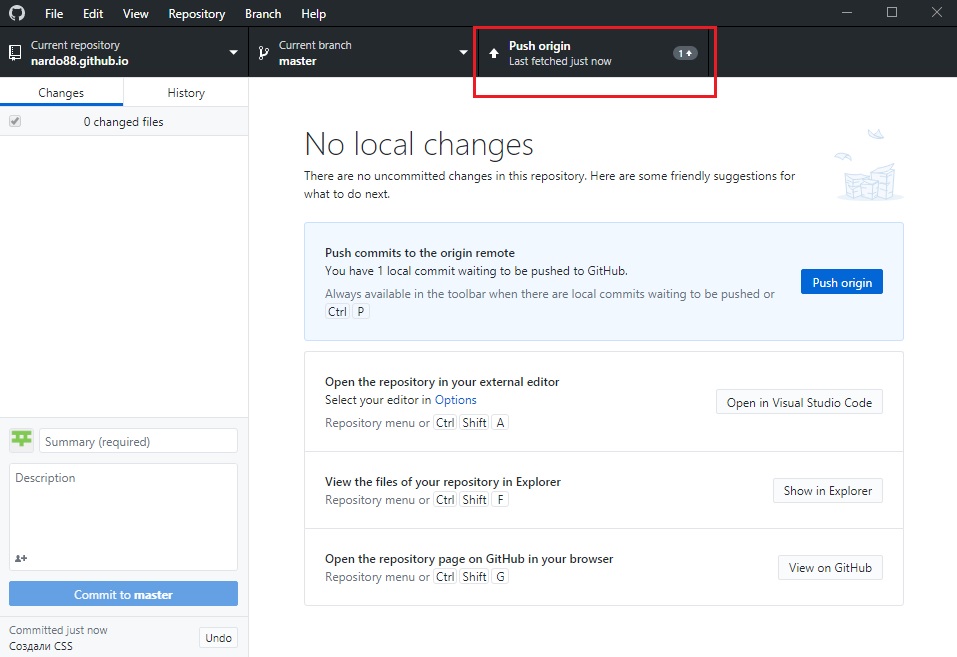 File Edit View Repository Branch Help
Current repository
nardo88.github.io
Current branch
master
Push origin
Last fetched just now
1
Changes History
0 changed files
No local changes
There are no uncommitted changes in this repository. Here are some friendly suggestions for
what to do next.
Push commits to the origin remote
You have 1 local commit waiting to be pushed to GitHub.
Always available in the toolbar when there are local commits waiting to be pushed or
Ctrl P
Push origin
Open the repository in your external editor
Select your editor in Options
Repository menu or Ctrl Shift A
Open in Visual Studio Code
View the files of your repository in Explorer
Repository menu or Ctrl Shift F
Show in Explorer
Open the repository page on GitHub in your browser
Repository menu or Ctrl Shift G
View on GitHub
Summary (required)
Description
Commit to master
Committed just now
Создали CSS
Undo